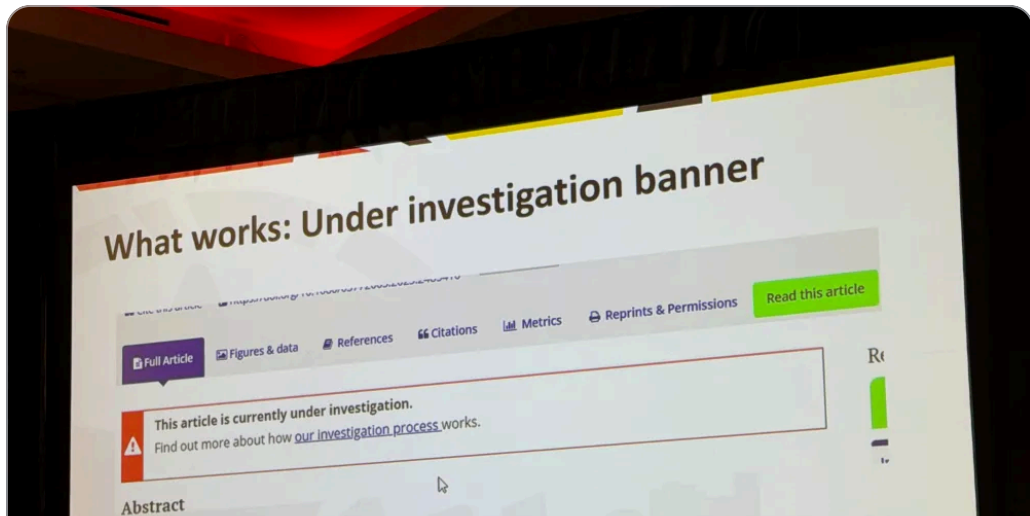 What works: Under investigation banner
Full Article
Figures & data
References
Citations
Metrics
Reprints & Permissions
Read this article
This article is currently under investigation.
Find out more about how our investigation process works.
Abstract